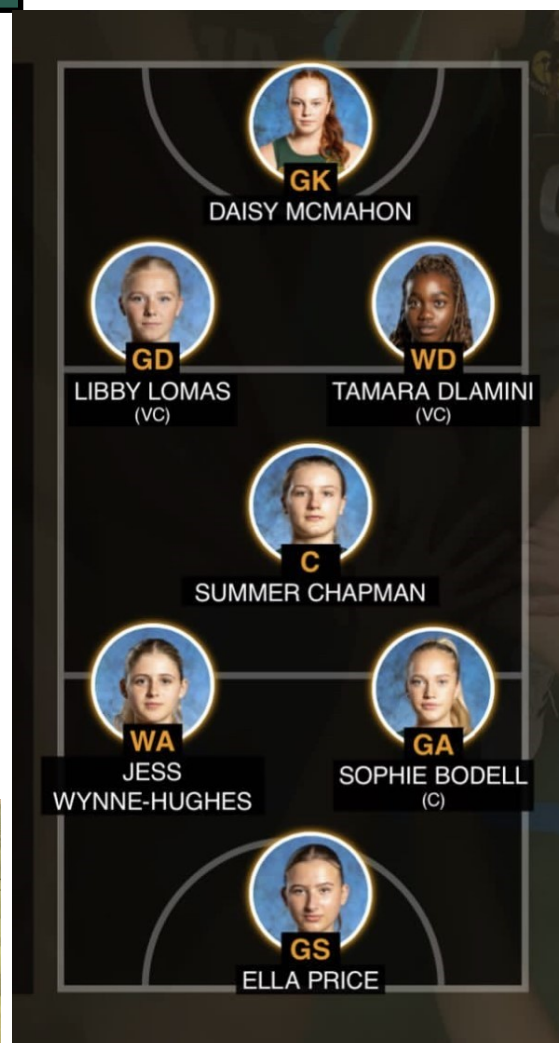 GK
DAISY MCMAHON
GD
LIBBY LOMAS
(VC)
WD
TAMARA DLAMINI
(VC)
C
SUMMER CHAPMAN
WA
JESS
WYNNE-HUGHES
GA
SOPHIE BODELL
(C)
GS
ELLA PRICE